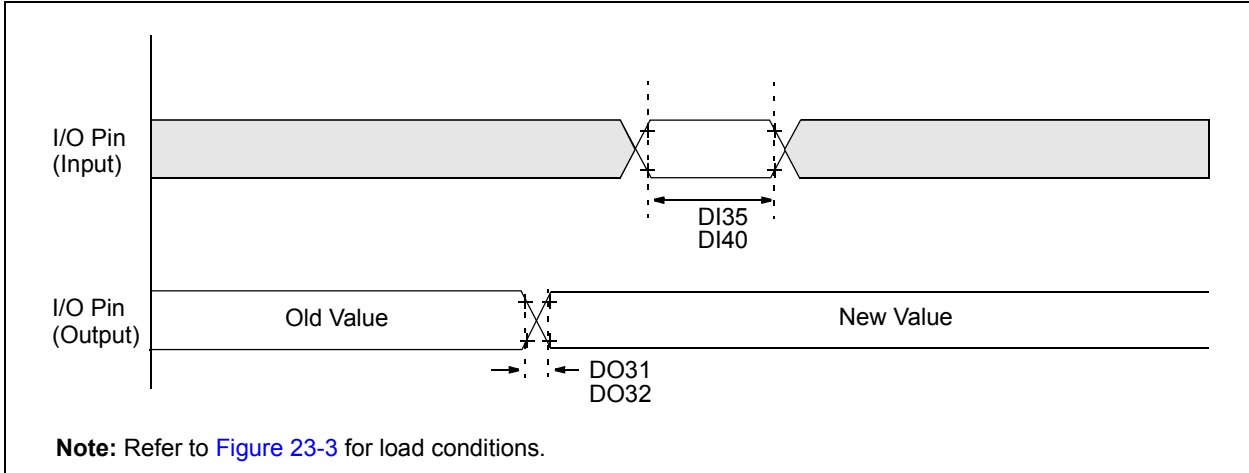 I/O Pin
(Input)
DI35
DI40
I/O Pin
(Output)
Old Value
New Value
DO31
DO32
Note: Refer to Figure 23-3 for load conditions.